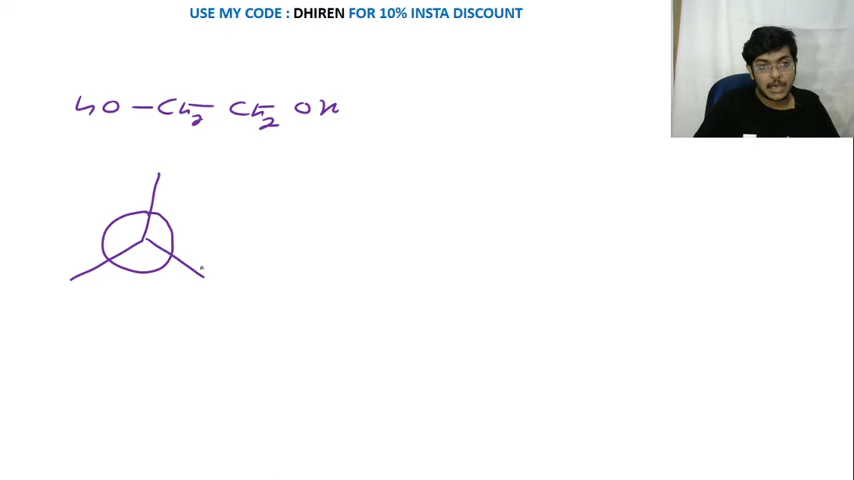 USE MY CODE : DHIREN FOR 10% INSTA DISCOUNT
HO - CH2 CH2 OH